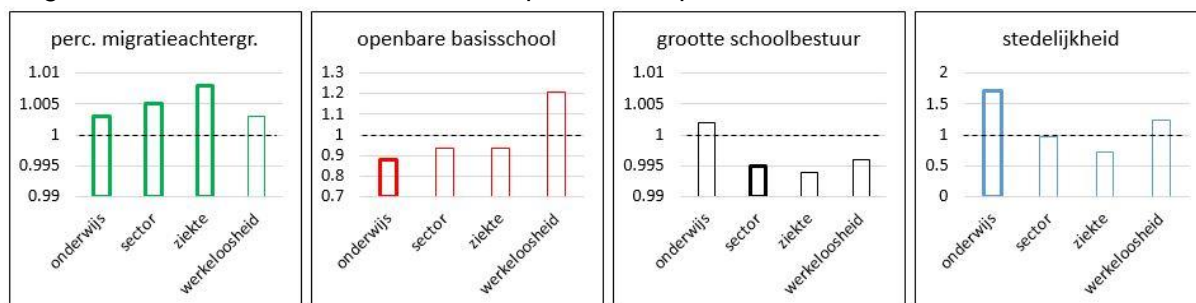 perc. migratieachtergr.
1.01
1.005
1
0.995
0.99
onderwijs
sector
ziekte
werkeloosheid
openbare basisschool
1.3
1.2
1.1
1
0.9
0.8
0.7
onderwijs
sector
ziekte
werkeloosheid
grootte schoolbestuur
1.01
1.005
1
0.995
0.99
onderwijs
sector
ziekte
werkeloosheid
stedelijkheid
2
1.5
1
0.5
0
onderwijs
sector
ziekte
werkeloosheid